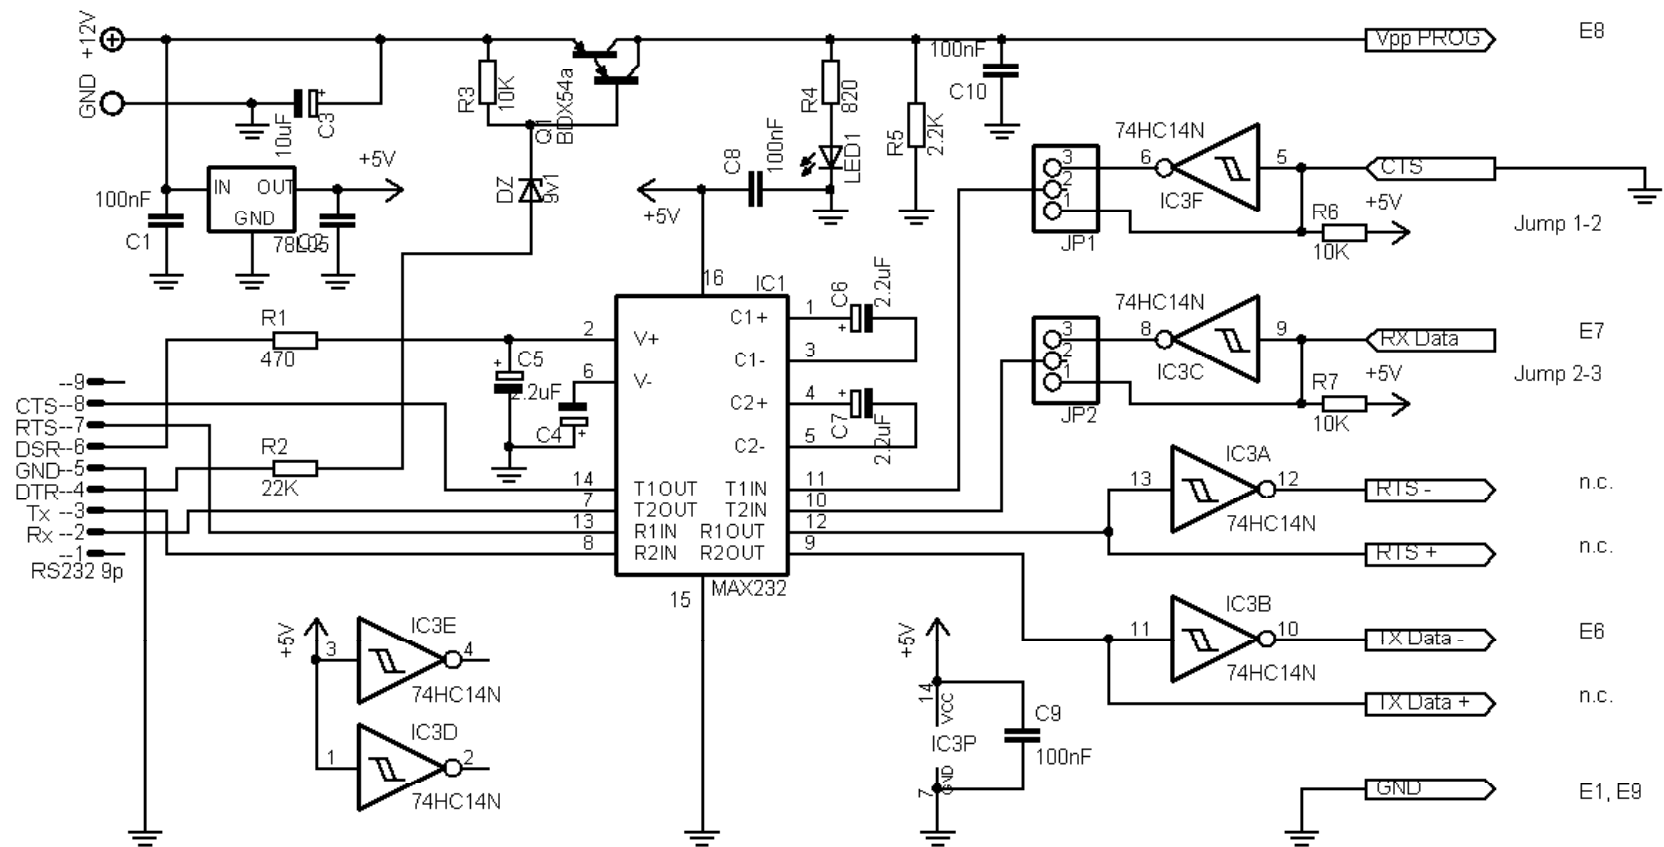 +12V
Vpp PROG
E8
GND
10uF
C3
R3
10K
Q1
BDX54a
R4
820
LED1
100nF
C8
R5
2.2K
100nF
C10
DZ
9v1
+5V
+5V
100nF
C1
IN
OUT
GND
78L05
C2
74HC14N
3
2
1
6
5
IC3F
JP1
CTS
+5V
R6
10K
Jump 1-2
16
IC1
R1
470
R2
22K
C5
2.2uF
C4
2
V+
6
V-
C1+
1
C1-
3
C6
2.2uF
C2+
4
C2-
5
C7
2.2uF
14
T1OUT
T1IN
11
7
T2OUT
T2IN
10
13
R1IN
R1OUT
12
8
R2IN
R2OUT
9
MAX232
15
74HC14N
3
2
1
8
9
IC3C
JP2
RX Data
E7
+5V
R7
10K
Jump 2-3
--9
CTS--8
RTS--7
DSR--6
GND--5
DTR--4
Tx --3
Rx --2
--1
RS232 9p
IC3A
13
12
74HC14N
RTS -
n.c.
RTS +
n.c.
IC3B
11
10
74HC14N
TX Data -
E6
TX Data +
n.c.
+5V
IC3E
3
4
74HC14N
IC3D
1
2
74HC14N
+5V
14
VCC
IC3P
C9
100nF
7
GND
GND
E1, E9